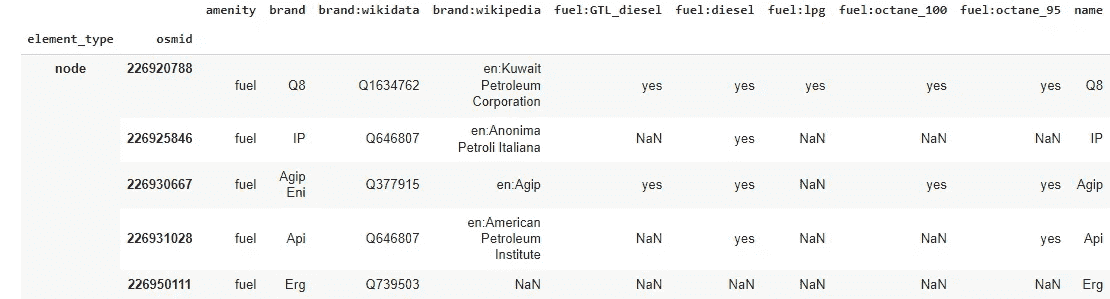 amenity brand brand:wikidata brand:wikipedia fuel:GTL_diesel fuel:diesel fuel:lpg fuel:octane_100 fuel:octane_95 name
element_type osmid
node 226920788 fuel Q8 Q1634762 en:Kuwait Petroleum Corporation yes yes yes yes yes Q8
226925846 fuel IP Q646807 en:Anonima Petroli Italiana NaN yes NaN NaN NaN IP
226930667 fuel Agip Eni Q377915 en:Agip yes yes NaN yes yes Agip
226931028 fuel Api Q646807 en:American Petroleum Institute NaN yes NaN NaN yes Api
226950111 fuel Erg Q739503 NaN NaN NaN NaN NaN NaN Erg